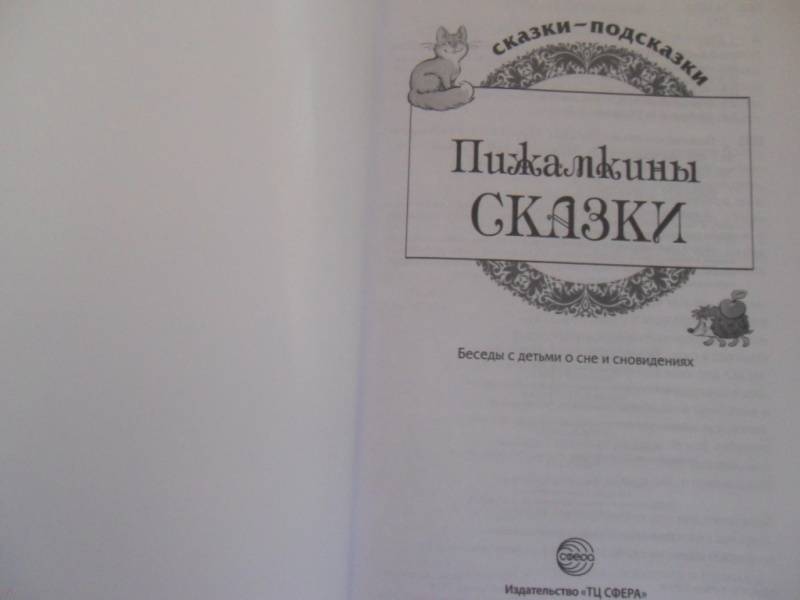 сказки-подсказки
Пижамкины
СКАЗКИ
Беседы с детьми о сне и сновидениях
сфера
Издательство «ТЦ СФЕРА»